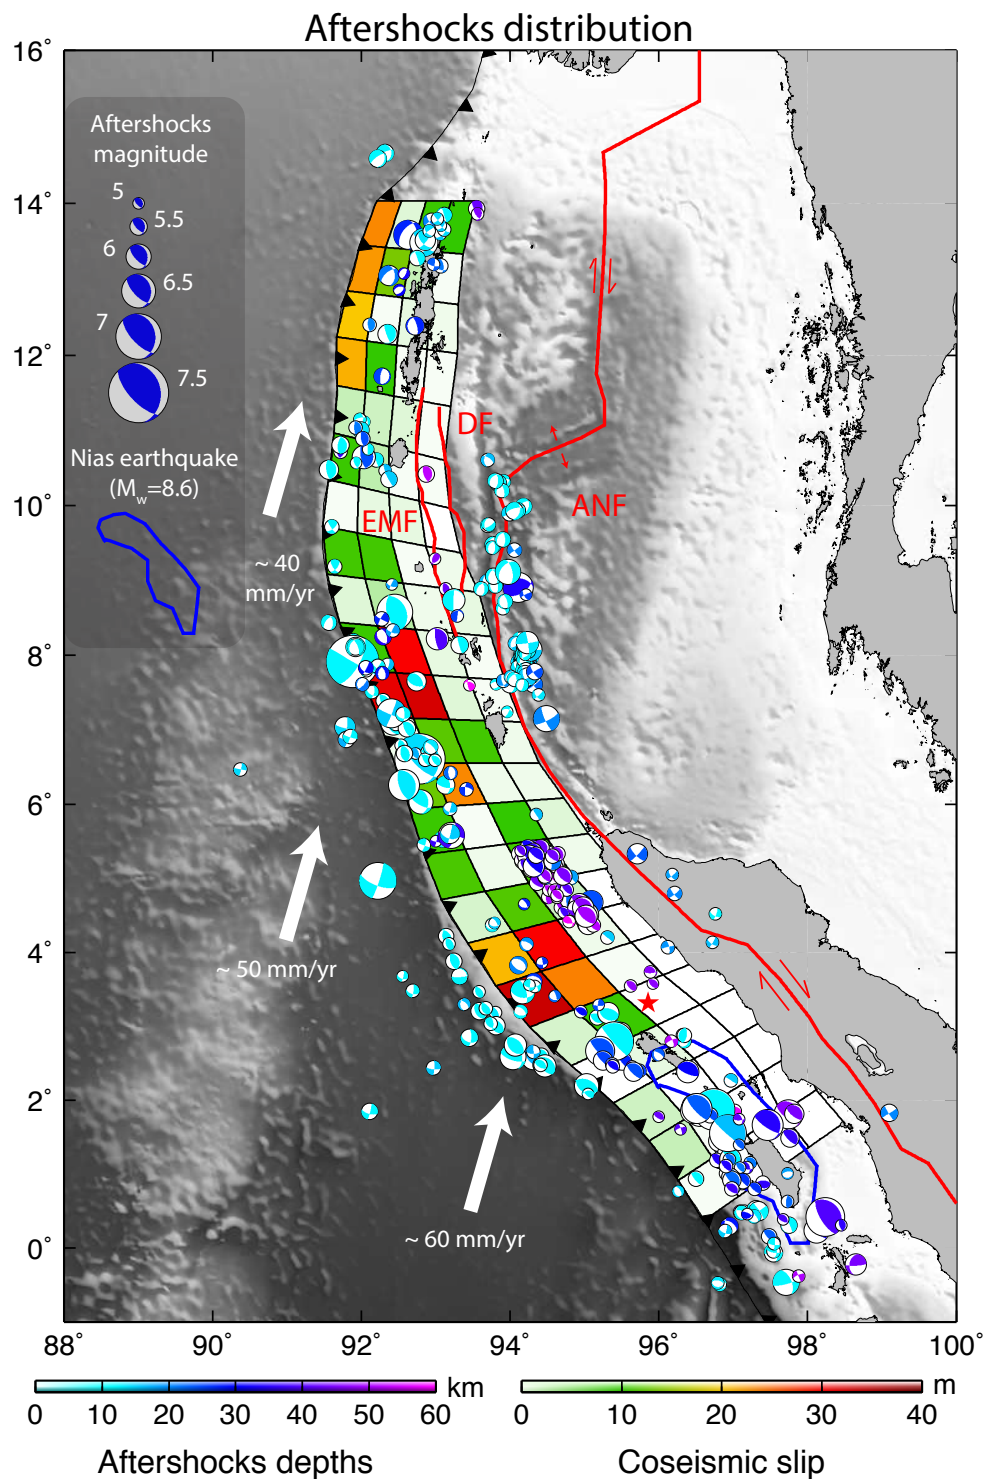 Aftershocks distribution
16°
14°
12°
10°
8°
6°
4°
2°
0°
Aftershocks
magnitude
5
5.5
6
6.5
7
7.5
Nias earthquake
(Mw=8.6)
DF
EMF
ANF
~ 40
mm/yr
~ 50 mm/yr
~ 60 mm/yr
88° 90° 92° 94° 96° 98° 100°
km
0 10 20 30 40 50 60
Aftershocks depths
m
0 10 20 30 40
Coseismic slip